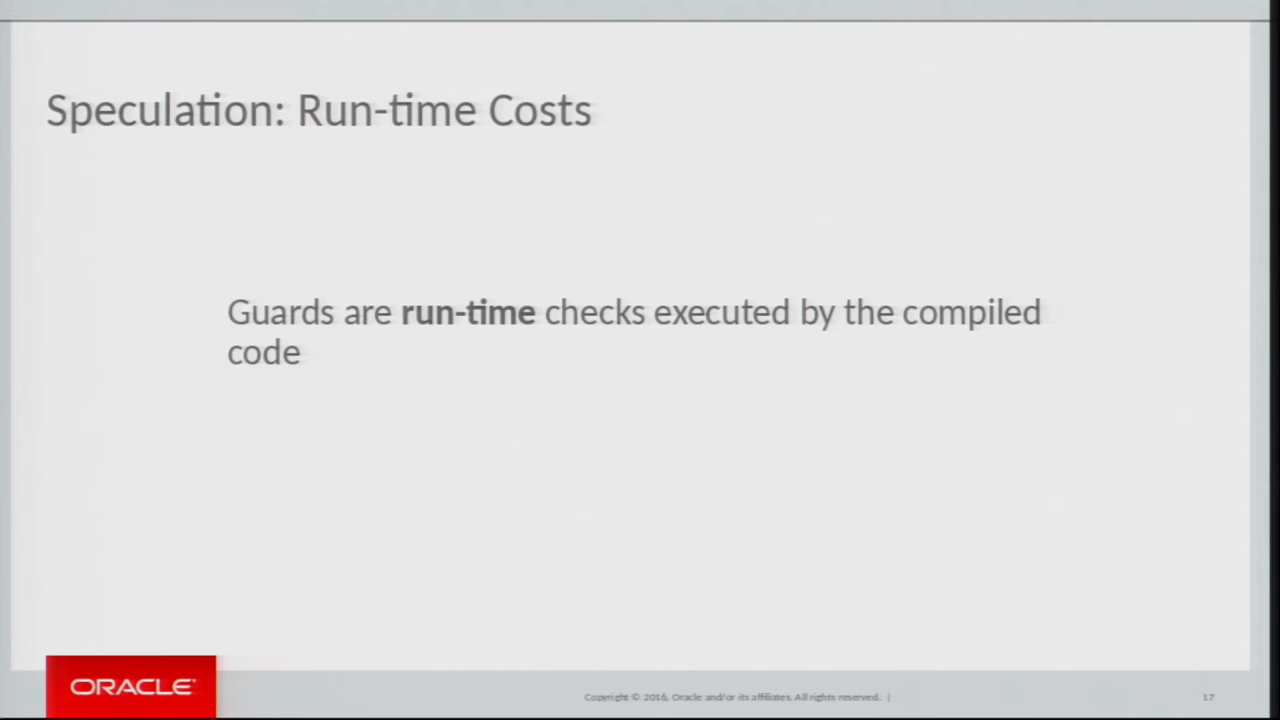 Speculation: Run-time Costs
Guards are run-time checks executed by the compiled
code
ORACLE
Copyright © 2016, Oracle and/or its affiliates. All rights reserved. |
17